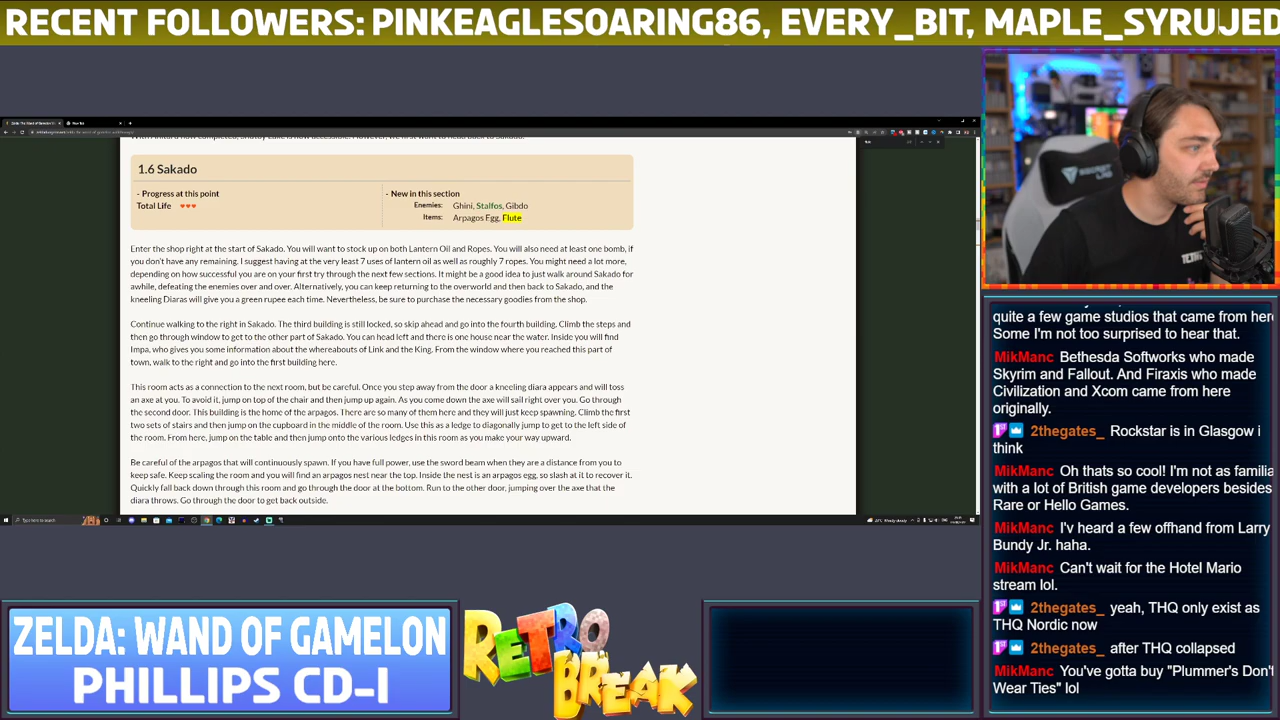 RECENT FOLLOWERS: PINKEAGLESOARING86, EVERY_BIT, MAPLE_SYRUJED
1.6 Sakado
- Progress at this point
Total Life
- New in this section
Enemies: Ghini, Stalfos, Gibdo
Items: Arpagos Egg, Flute
Enter the shop right at the start of Sakado. You will want to stock up on both Lantern Oil and Ropes. You will also need at least one bomb, if
you don't have any remaining. I suggest having at the very least 7 uses of lantern oil as well as roughly 7 ropes. You might need a lot more,
depending on how successful you are on your first try through the next few sections. It might be a good idea to just walk around Sakado for
awhile, defeating the enemies over and over. Alternatively, you can keep returning to the overworld and then back to Sakado, and the
kneeling Diaras will give you a green rupee each time. Nevertheless, be sure to purchase the necessary goodies from the shop.
Continue walking to the right in Sakado. The third building is still locked, so skip ahead and go into the fourth building. Climb the steps and
then go through window to get to the other part of Sakado. You can head left and there is one house near the water. Inside you will find
Impa, who gives you some information about the whereabouts of Link and the King. From the window where you reached this part of
town, walk to the right and go into the first building here.
This room acts as a connection to the next room, but be careful. Once you step away from the door a kneeling diara appears and will toss
an axe at you. To avoid it, jump on top of the chair and then jump up again. As you come down the axe will sail right over you. Go through
the second door. This building is the home of the arpagos. There are so many of them here and they will just keep spawning. Climb the first
two sets of stairs and then jump on the cupboard in the middle of the room. Use this as a ledge to diagonally jump to get to the left side of
the room. From here, jump on the table and then jump onto the various ledges in this room as you make your way upward.
Be careful of the arpagos that will continuously spawn. If you have full power, use the sword beam when they are a distance from you to
keep safe. Keep scaling the room and you will find an arpagos nest near the top. Inside the nest is an arpagos egg, so slash at it to recover it.
Quickly fall back down through this room and go through the door at the bottom. Run to the other door, jumping over the axe that the
diara throws. Go through the door to get back outside.
Type here to search
quite a few game studios that came from here
Some I'm not too surprised to hear that.
MikManc Bethesda Softworks who made
Skyrim and Fallout. And Firaxis who made
Civilization and Xcom came from here
originally.
2thegates_ Rockstar is in Glasgow i
think
MikManc Oh thats so cool! I'm not as familia
with a lot of British game developers besides
Rare or Hello Games.
MikManc I'v heard a few offhand from Larry
Bundy Jr. haha.
MikManc Can't wait for the Hotel Mario
stream lol.
2thegates_ yeah, THQ only exist as
THQ Nordic now
2thegates_ after THQ collapsed
MikManc You've gotta buy "Plummer's Don't
Wear Ties" lol
ZELDA: WAND OF GAMELON
PHILLIPS CD-I
RETRO
BREAK